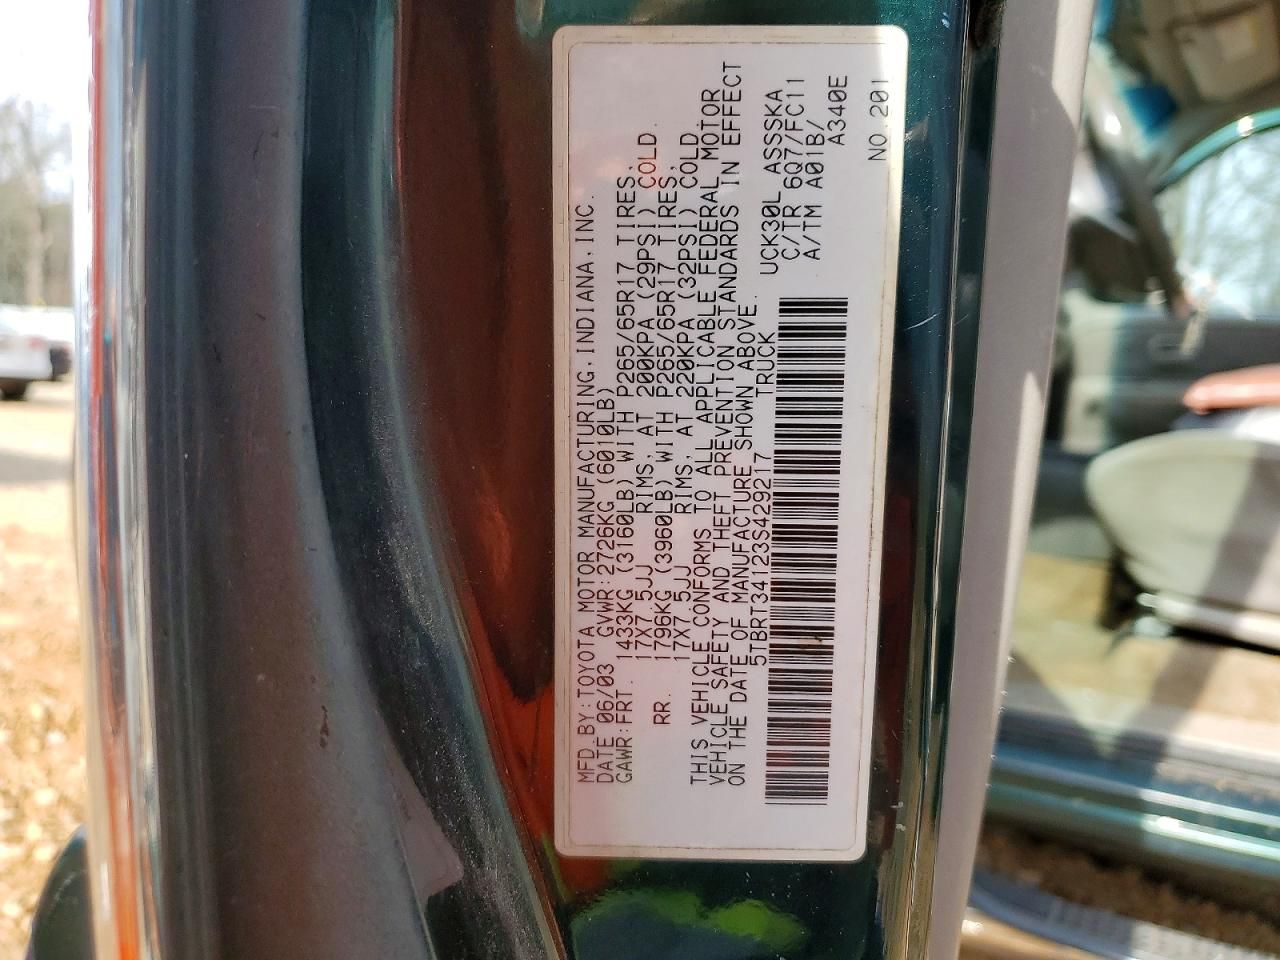 MFD BY:TOYOTA MOTOR MANUFACTURING,INDIANA,INC.
DATE 06/03 GVWR:2726KG (6010LB)
GAWR:FRT. 1433KG (3160LB) WITH P265/65R17 TIRES,
17X7.5JJ RIMS, AT 200KPA (29PSI) COLD.
RR. 1796KG (3960LB) WITH P265/65R17 TIRES,
17X7.5JJ RIMS, AT 220KPA (32PSI) COLD.
THIS VEHICLE CONFORMS TO ALL APPLICABLE FEDERAL MOTOR
VEHICLE SAFETY AND THEFT PREVENTION STANDARDS IN EFFECT
ON THE DATE OF MANUFACTURE SHOWN ABOVE.
5TBRT34123S429217 TRUCK
UCK30L ASSSKA
C/TR 6Q7/FC11
A/TM A01B/
A340E
NO.201